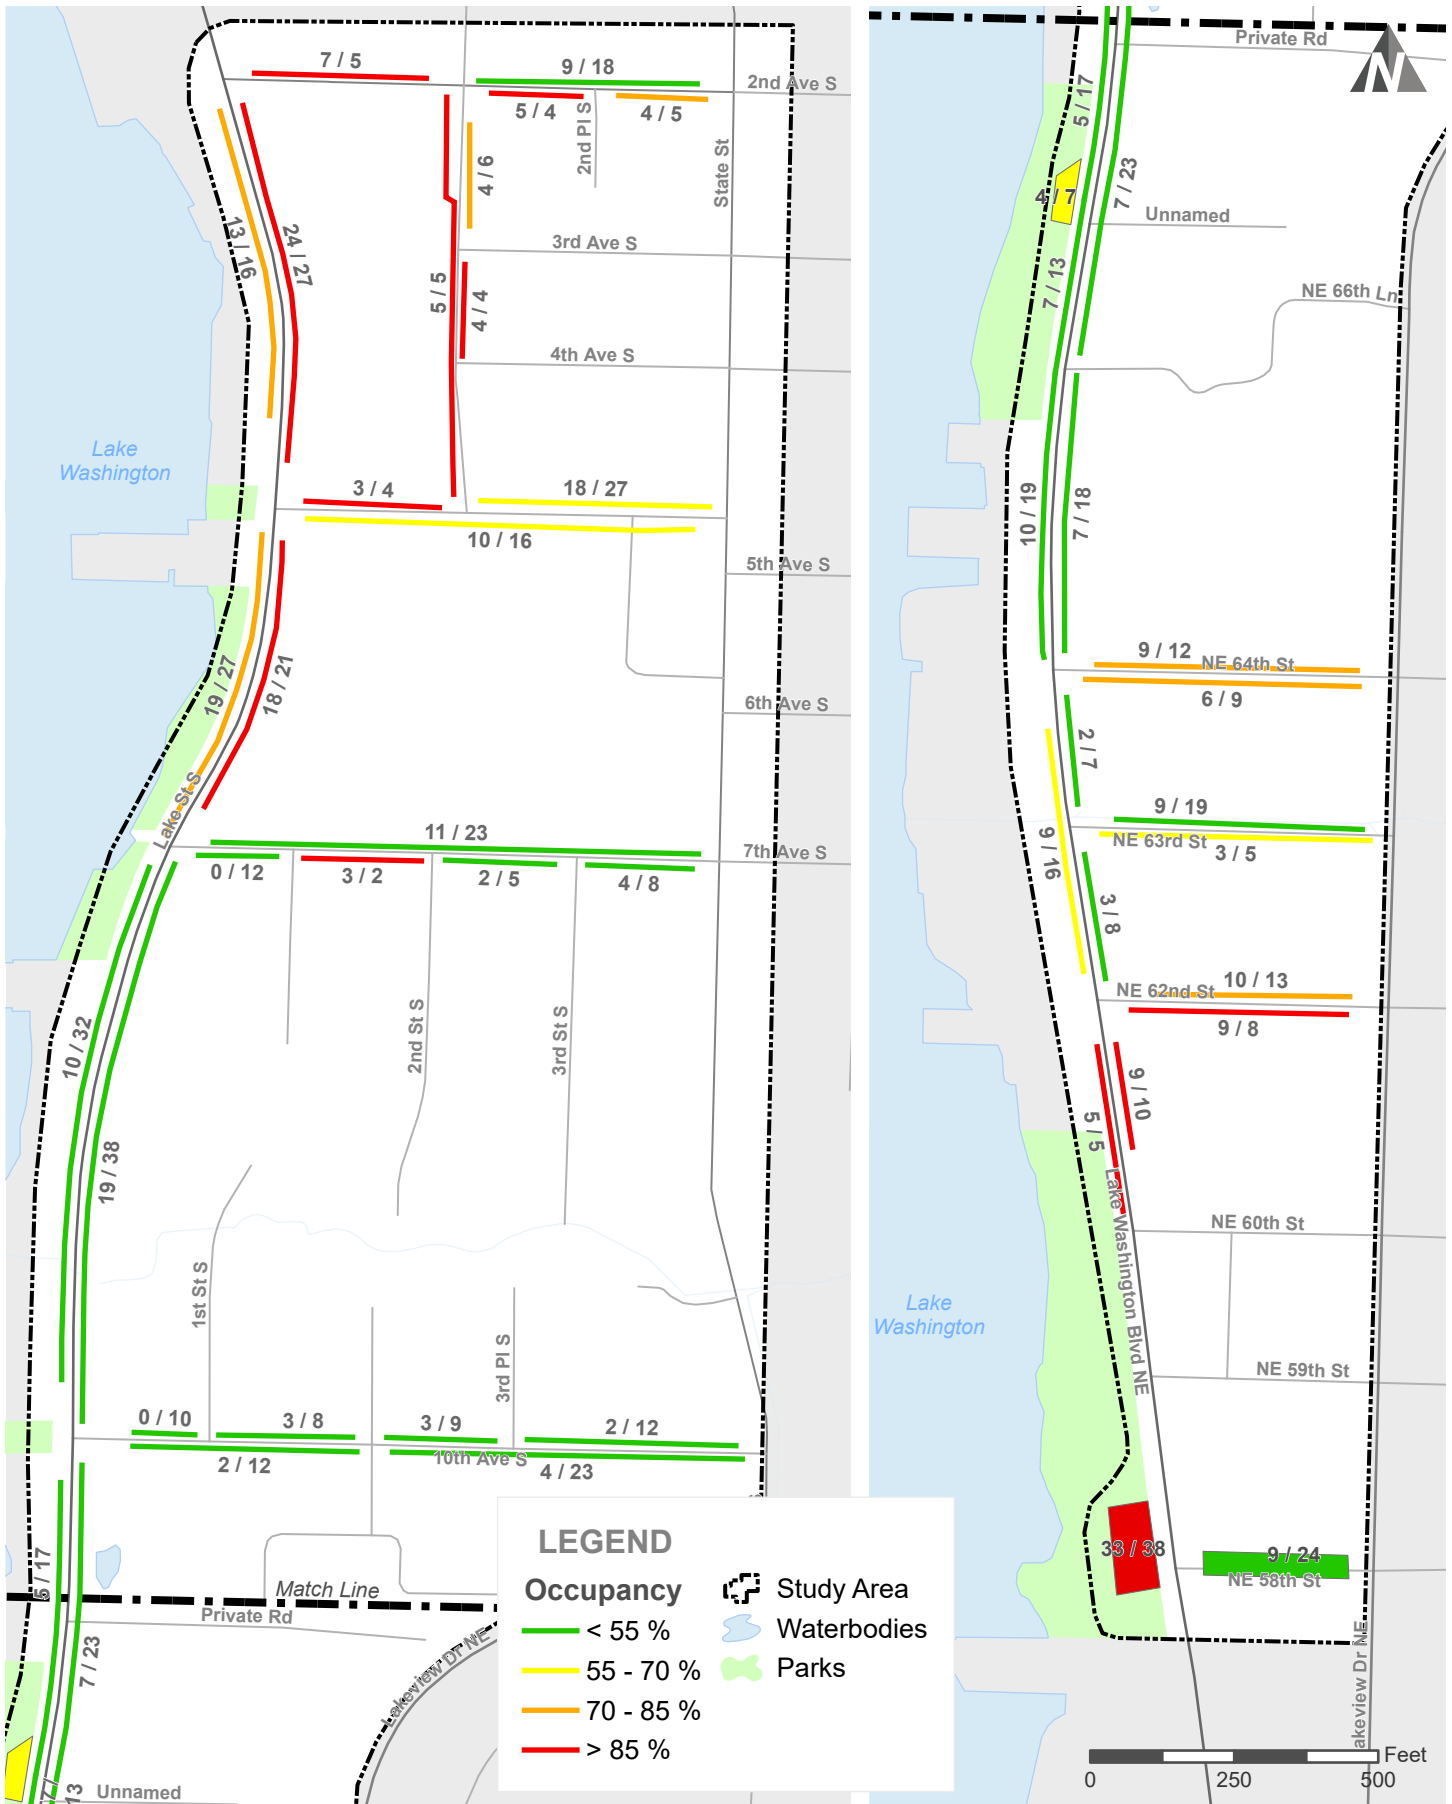 7 / 5
9 / 18
2nd Ave S
5 / 4
4 / 5
2nd Pl S
State St
4 / 6
13 / 16
24 / 27
3rd Ave S
5 / 5
4 / 4
4th Ave S
Lake
Washington
3 / 4
18 / 27
10 / 16
5th Ave S
19 / 27
18 / 21
6th Ave S
Lake St S
11 / 23
7th Ave S
0 / 12
3 / 2
2 / 5
4 / 8
10 / 32
2nd St S
3rd St S
19 / 38
1st St S
3rd Pl S
0 / 10
3 / 8
3 / 9
2 / 12
2 / 12
10th Ave S
4 / 23
5 / 17
Match Line
Private Rd
7 / 23
Lakeview Dr NE
Unnamed
13
Private Rd
N
5 / 17
7 / 23
4 / 7
Unnamed
7 / 13
NE 66th Ln
10 / 19
7 / 18
9 / 12
NE 64th St
6 / 9
2 / 7
9 / 16
9 / 19
NE 63rd St
3 / 5
3 / 8
10 / 13
NE 62nd St
9 / 8
9 / 10
5 / 5
Lake Washington Blvd NE
NE 60th St
Lake
Washington
NE 59th St
33 / 38
9 / 24
NE 58th St
akeview Dr NE
LEGEND
Occupancy
< 55 %
55 - 70 %
70 - 85 %
> 85 %
Study Area
Waterbodies
Parks
Feet
0 250 500